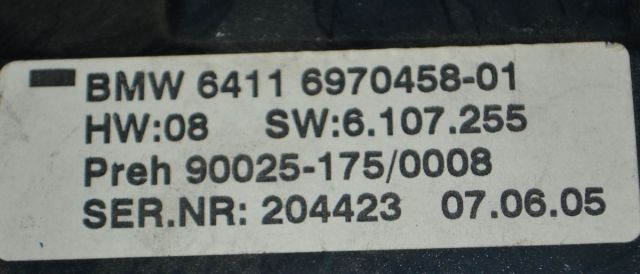 BMW 6411 6970458-01
HW:08 SW:6.107.255
Preh 90025-175/0008
SER.NR: 204423 07.06.05